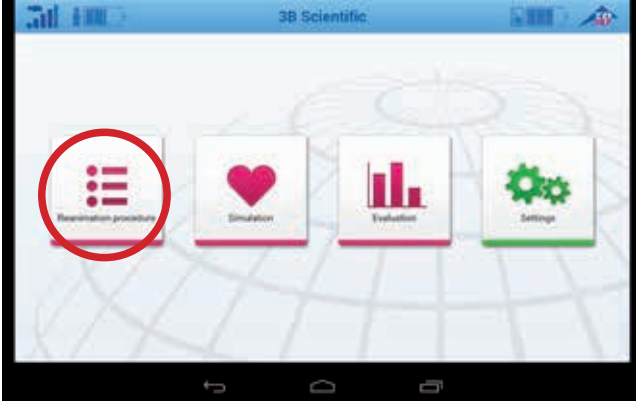 3B Scientific
Reanimation procedure
Simulation
Evaluation
Settings